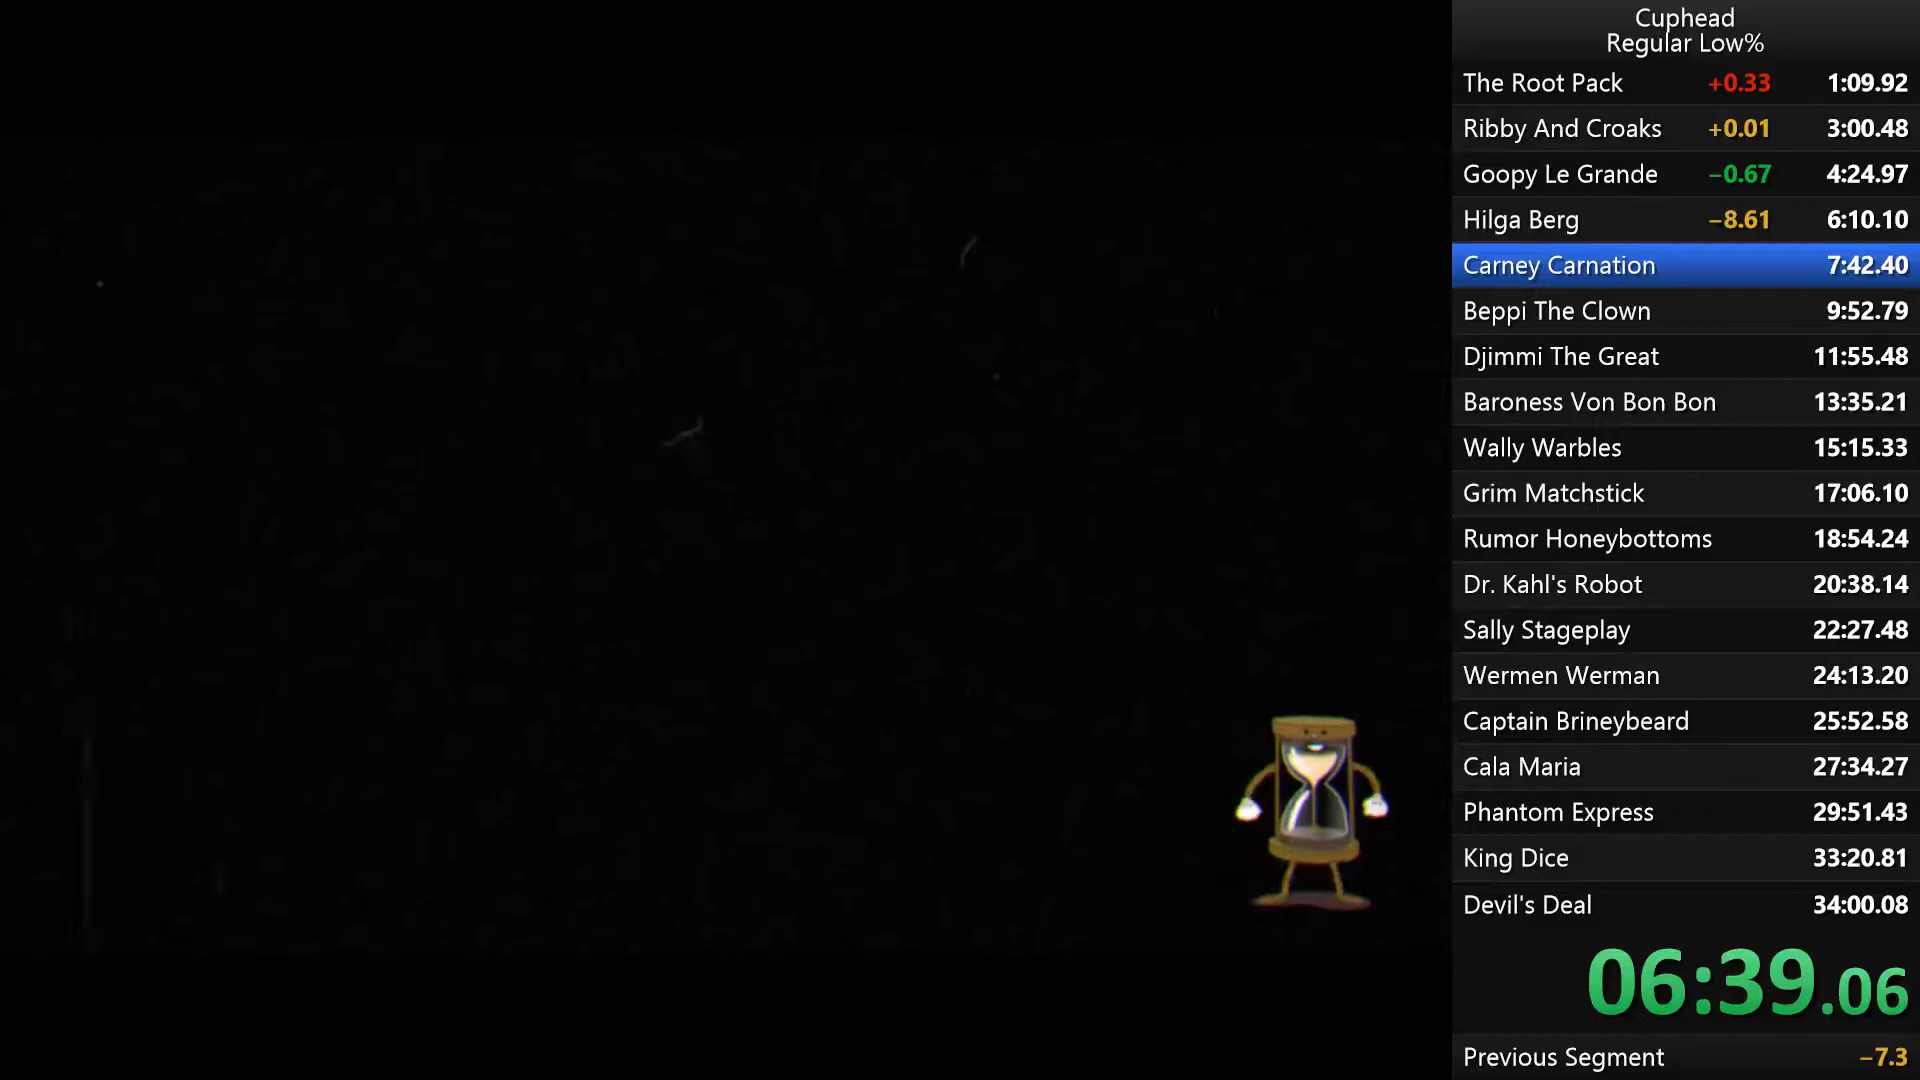 Cuphead
Regular Low%
The Root Pack +0.33 1:09.92
Ribby And Croaks +0.01 3:00.48
Goopy Le Grande −0.67 4:24.97
Hilga Berg −8.61 6:10.10
Carney Carnation 7:42.40
Beppi The Clown 9:52.79
Djimmi The Great 11:55.48
Baroness Von Bon Bon 13:35.21
Wally Warbles 15:15.33
Grim Matchstick 17:06.10
Rumor Honeybottoms 18:54.24
Dr. Kahl's Robot 20:38.14
Sally Stageplay 22:27.48
Wermen Werman 24:13.20
Captain Brineybeard 25:52.58
Cala Maria 27:34.27
Phantom Express 29:51.43
King Dice 33:20.81
Devil's Deal 34:00.08
06:39.06
Previous Segment −7.3